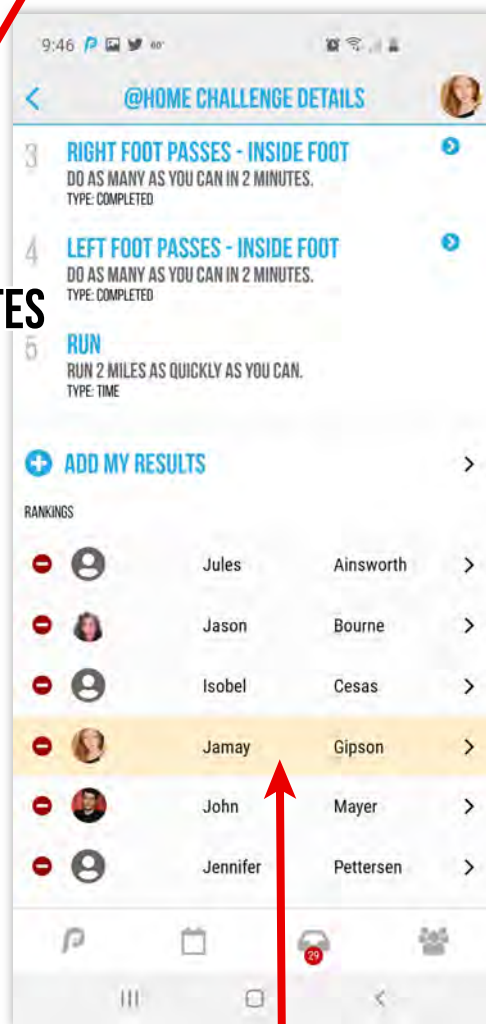 9:46
@HOME CHALLENGE DETAILS
3 RIGHT FOOT PASSES - INSIDE FOOT
DO AS MANY AS YOU CAN IN 2 MINUTES.
TYPE: COMPLETED
4 LEFT FOOT PASSES - INSIDE FOOT
DO AS MANY AS YOU CAN IN 2 MINUTES.
TYPE: COMPLETED
TES
5 RUN
RUN 2 MILES AS QUICKLY AS YOU CAN.
TYPE: TIME
ADD MY RESULTS
RANKINGS
Jules Ainsworth
Jason Bourne
Isobel Cesas
Jamay Gipson
John Mayer
Jennifer Pettersen
29